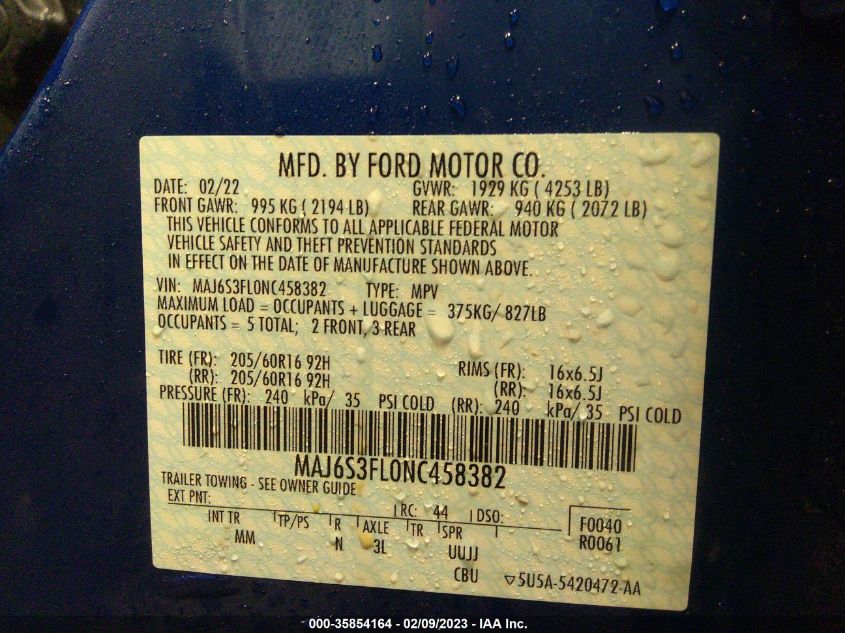 MFD. BY FORD MOTOR CO.
DATE: 02/22 GVWR: 1929 KG ( 4253 LB)
FRONT GAWR: 995 KG ( 2194 LB) REAR GAWR: 940 KG ( 2072 LB)
THIS VEHICLE CONFORMS TO ALL APPLICABLE FEDERAL MOTOR
VEHICLE SAFETY AND THEFT PREVENTION STANDARDS
IN EFFECT ON THE DATE OF MANUFACTURE SHOWN ABOVE.
VIN: MAJ6S3FL0NC458382 TYPE: MPV
MAXIMUM LOAD = OCCUPANTS + LUGGAGE = 375KG/ 827LB
OCCUPANTS = 5 TOTAL; 2 FRONT, 3 REAR
TIRE (FR): 205/60R16 92H RIMS (FR): 16x6.5J
(RR): 205/60R16 92H (RR): 16x6.5J
PRESSURE (FR): 240 kPa/ 35 PSI COLD (RR): 240 kPa/ 35 PSI COLD
MAJ6S3FL0NC458382
TRAILER TOWING - SEE OWNER GUIDE
EXT PNT: RC: 44 DSO: F0040
INT TR TP/PS R AXLE TR SPR R0061
MM N 3L UUJJ
CBU ▽5U5A-5420472-AA
000-35854164 - 02/09/2023 - IAA Inc.